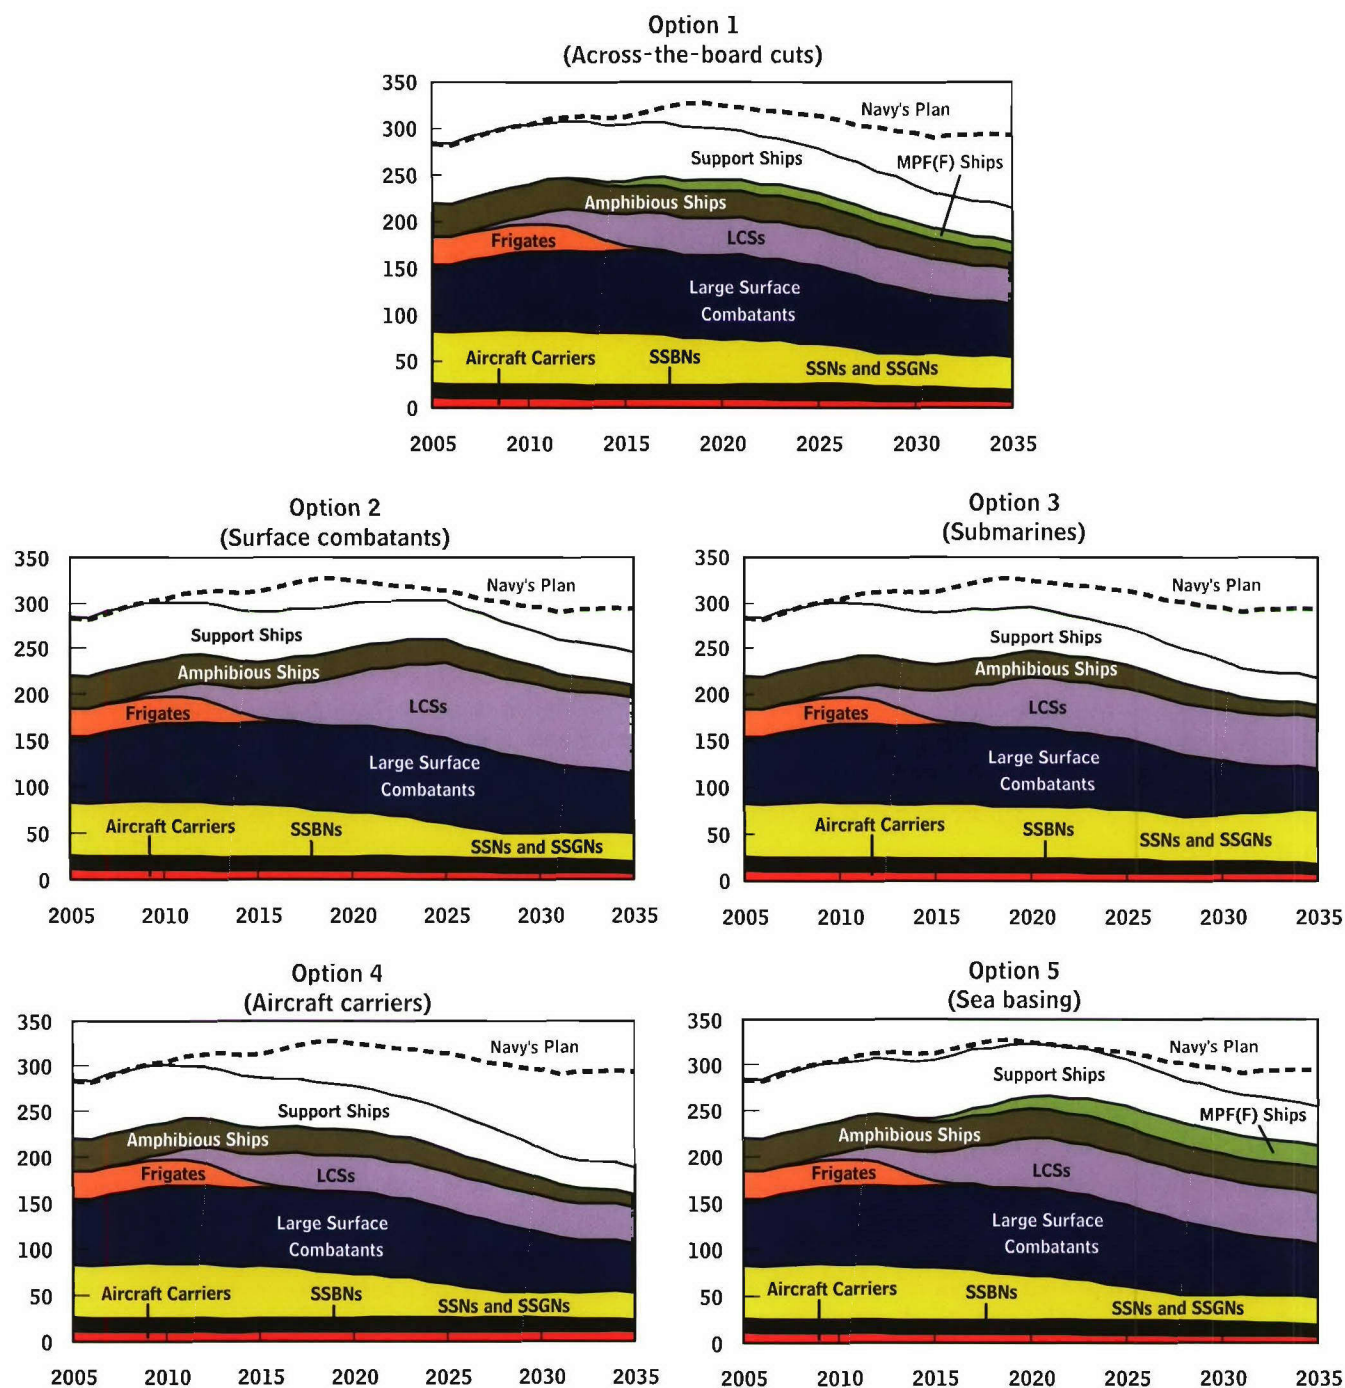 Option 1
(Across-the-board cuts)
350
300
250
200
150
100
50
0
Navy's Plan
Support Ships
MPF(F) Ships
Amphibious Ships
Frigates
LCSs
Large Surface
Combatants
Aircraft Carriers
SSBNs
SSNs and SSGNs
2005 2010 2015 2020 2025 2030 2035
Option 2
(Surface combatants)
350
300
250
200
150
100
50
0
Navy's Plan
Support Ships
Amphibious Ships
Frigates
LCSs
Large Surface
Combatants
Aircraft Carriers
SSBNs
SSNs and SSGNs
2005 2010 2015 2020 2025 2030 2035
Option 3
(Submarines)
350
300
250
200
150
100
50
0
Navy's Plan
Support Ships
Amphibious Ships
Frigates
LCSs
Large Surface
Combatants
Aircraft Carriers
SSBNs
SSNs and SSGNs
2005 2010 2015 2020 2025 2030 2035
Option 4
(Aircraft carriers)
350
300
250
200
150
100
50
0
Navy's Plan
Support Ships
Amphibious Ships
Frigates
LCSs
Large Surface
Combatants
Aircraft Carriers
SSBNs
SSNs and SSGNs
2005 2010 2015 2020 2025 2030 2035
Option 5
(Sea basing)
350
300
250
200
150
100
50
0
Navy's Plan
Support Ships
MPF(F) Ships
Amphibious Ships
Frigates
LCSs
Large Surface
Combatants
Aircraft Carriers
SSBNs
SSNs and SSGNs
2005 2010 2015 2020 2025 2030 2035